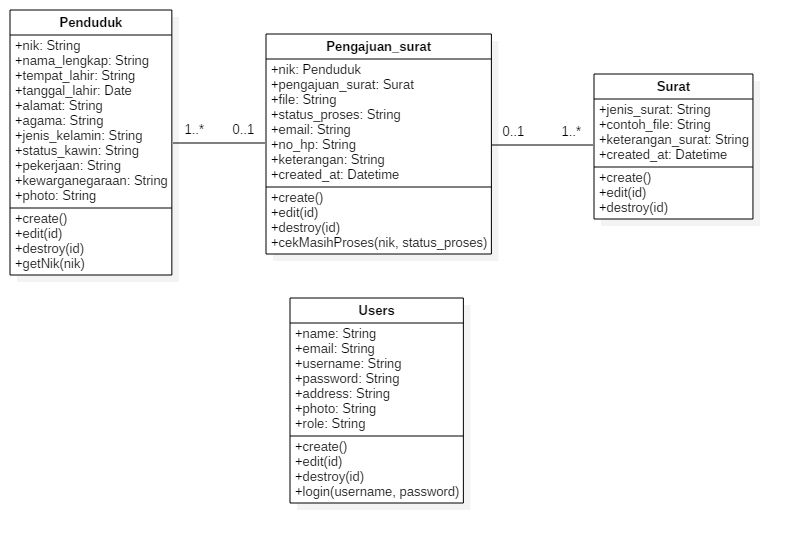 Penduduk
+nik: String
+nama_lengkap: String
+tempat_lahir: String
+tanggal_lahir: Date
+alamat: String
+agama: String
+jenis_kelamin: String
+status_kawin: String
+pekerjaan: String
+kewarganegaraan: String
+photo: String
+create()
+edit(id)
+destroy(id)
+getNik(nik)
1..*
0..1
Pengajuan_surat
+nik: Penduduk
+pengajuan_surat: Surat
+file: String
+status_proses: String
+email: String
+no_hp: String
+keterangan: String
+created_at: Datetime
+create()
+edit(id)
+destroy(id)
+cekMasihProses(nik, status_proses)
0..1
1..*
Surat
+jenis_surat: String
+contoh_file: String
+keterangan_surat: String
+created_at: Datetime
+create()
+edit(id)
+destroy(id)
Users
+name: String
+email: String
+username: String
+password: String
+address: String
+photo: String
+role: String
+create()
+edit(id)
+destroy(id)
+login(username, password)